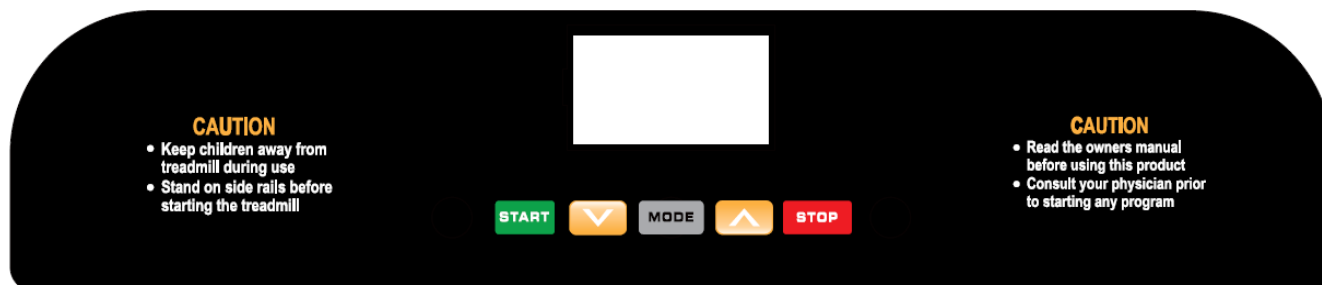 CAUTION
• Keep children away from
treadmill during use
• Stand on side rails before
starting the treadmill
START
MODE
STOP
CAUTION
• Read the owners manual
before using this product
• Consult your physician prior
to starting any program